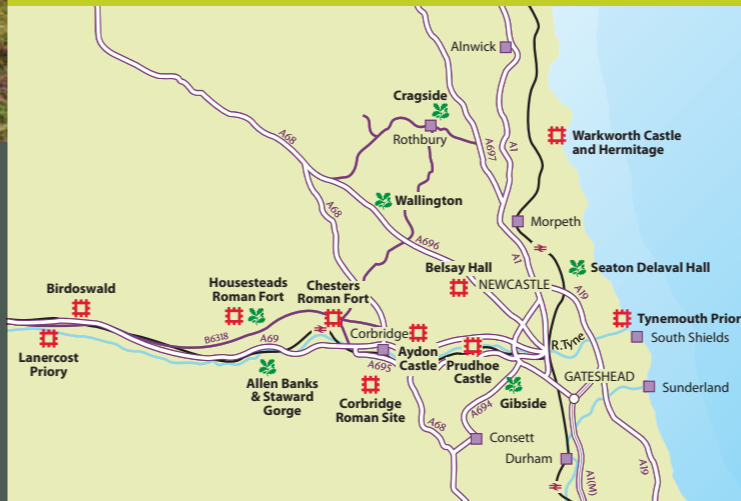 Alnwick
Cragside
Rothbury
A68
A697
A1
Warkworth Castle
and Hermitage
A68
Wallington
Morpeth
A696
A1
Belsay Hall
NEWCASTLE
Seaton Delaval Hall
A19
Birdoswald
Housesteads
Roman Fort
Chesters
Roman Fort
Tynemouth Prior
South Shields
B6318
A69
Corbridge
R.Tyne
Lanercost
Priory
A695
Aydon
Castle
Prudhoe
Castle
GATESHEAD
Allen Banks
& Staward
Gorge
Corbridge
Roman Site
A694
Gibside
Sunderland
A68
Consett
Durham
A1(M)
A19